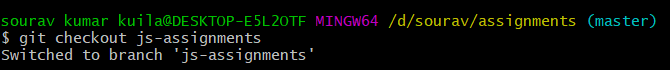 sourav kumar kuila@DESKTOP-E5L2OTF MINGW64 /d/sourav/assignments (master)
$ git checkout js-assignments
Switched to branch 'js-assignments'